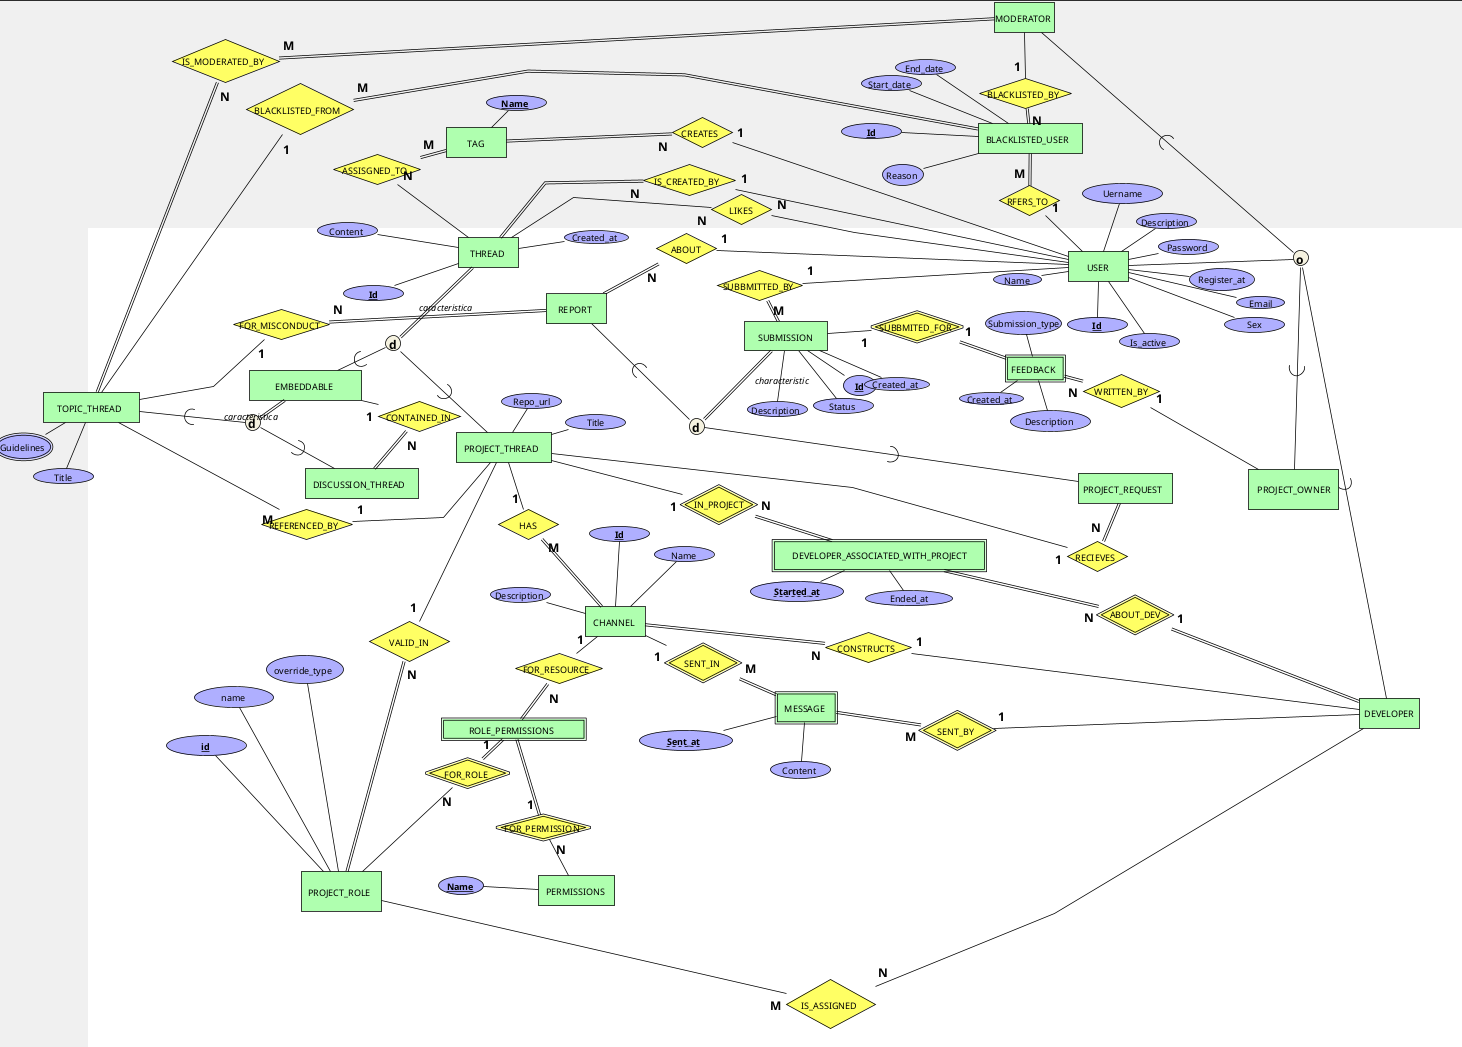 MODERATOR
M
IS_MODERATED_BY
N
End_date
1
Start_date
M
BLACKLISTED_BY
BLACKLISTED_FROM
Name
N
Id
1
CREATES
BLACKLISTED_USER
TAG
M
N
1
ASSISGNED_TO
N
Reason
M
IS_CREATED_BY
1
N
Uername
RFERS_TO
1
LIKES
N
N
Description
Content
Created_at
1
Password
THREAD
ABOUT
o
USER
1
N
Name
Register_at
Id
SUBBMITTED_BY
Email
caracteristica
N
REPORT
M
Id
Sex
FOR_MISCONDUCT
SUBBMITED_FOR
1
Submission_type
Is_active
SUBMISSION
1
d
1
FEEDBACK
EMBEDDABLE
characteristic
Id
Created_at
WRITTEN_BY
N
1
Created_at
TOPIC_THREAD
Repo_url
Description
Status
caracteristica
1
CONTAINED_IN
d
Title
Description
d
Guidelines
N
PROJECT_THREAD
Title
DISCUSSION_THREAD
PROJECT_REQUEST
PROJECT_OWNER
1
1
IN_PROJECT
N
1
M
REFERENCED_BY
HAS
N
Id
M
Name
DEVELOPER_ASSOCIATED_WITH_PROJECT
1
RECIEVES
Started_at
Ended_at
Description
1
CHANNEL
N
ABOUT_DEV
1
VALID_IN
1
1
N
CONSTRUCTS
1
SENT_IN
M
override_type
N
FOR_RESOURCE
name
N
MESSAGE
DEVELOPER
1
ROLE_PERMISSIONS
id
1
Sent_at
M
SENT_BY
FOR_ROLE
Content
N
1
FOR_PERMISSION
N
PROJECT_ROLE
Name
PERMISSIONS
N
M
IS_ASSIGNED